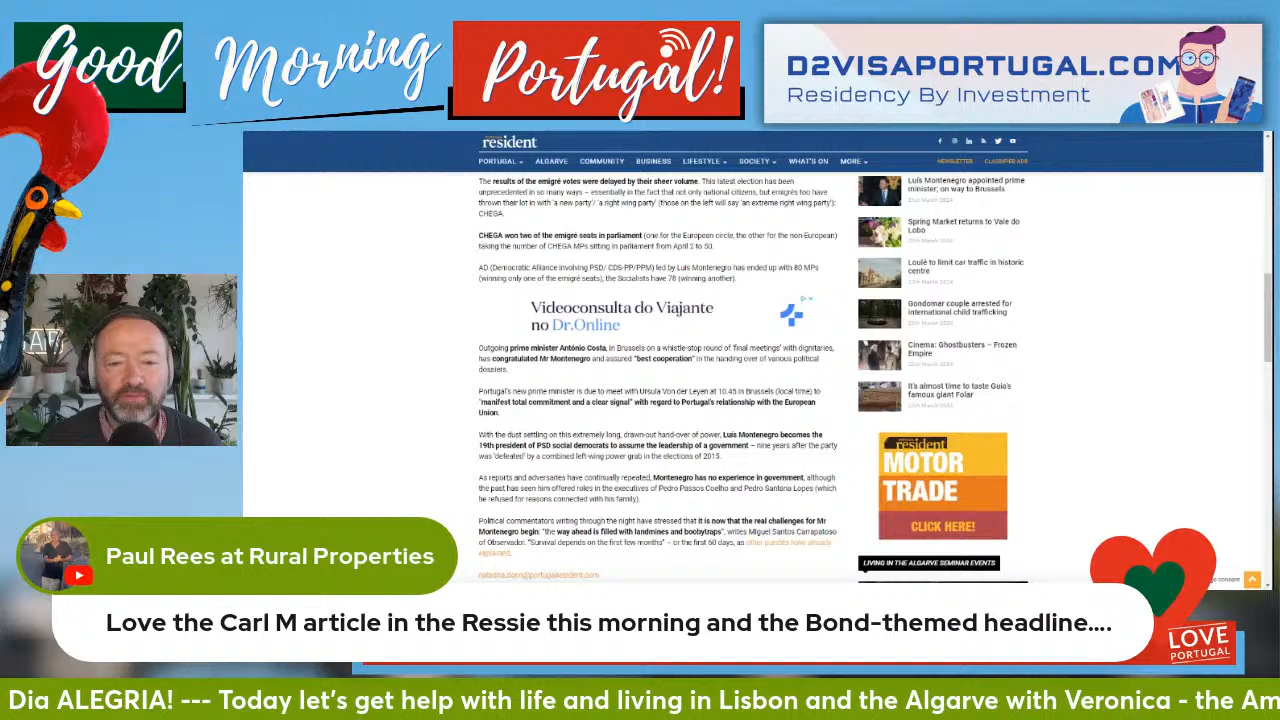 Good Morning Portugal!
D2VISAPORTUGAL.COM
Residency By Investment
resident
PORTUGAL ALGARVE COMMUNITY BUSINESS LIFESTYLE SOCIETY WHAT'S ON MORE NEWSLETTER CLASSIFIED ADS
The results of the emigré votes were delayed by their sheer volume. This latest election has been
unprecedented in so many ways – essentially in the fact that not only national citizens, but emigrés too have
thrown their lot in with 'a new party'/ 'a right wing party' (those on the left will say 'an extreme right wing party'):
CHEGA.
CHEGA won two of the emigré seats in parliament (one for the European circle, the other for the non-European)
taking the number of CHEGA MPs sitting in parliament from April 2 to 50.
AD (Democratic Alliance involving PSD/ CDS-PP/PPM) led by Luís Montenegro has ended up with 80 MPs
(winning only one of the emigré seats); the Socialists have 78 (winning another).
Videoconsulta do Viajante
no Dr.Online
Outgoing prime minister António Costa, in Brussels on a whistle-stop round of 'final meetings' with dignitaries,
has congratulated Mr Montenegro and assured "best cooperation" in the handing over of various political
dossiers.
Portugal's new prime minister is due to meet with Ursula Von der Leyen at 10.45 in Brussels (local time) to
"manifest total commitment and a clear signal" with regard to Portugal's relationship with the European
Union.
With the dust settling on this extremely long, drawn-out hand-over of power, Luís Montenegro becomes the
19th president of PSD social democrats to assume the leadership of a government – nine years after the party
was 'defeated' by a combined left-wing power grab in the elections of 2015.
As reports and adversaries have continually repeated, Montenegro has no experience in government, although
the past has seen him offered roles in the executives of Pedro Passos Coelho and Pedro Santana Lopes (which
he refused for reasons connected with his family).
Political commentators writing through the night have stressed that it is now that the real challenges for Mr
Montenegro begin: "the way ahead is filled with landmines and boobytraps", writes Miguel Santos Carrapatoso
of Observador. "Survival depends on the first few months" – or the first 60 days, as other pundits have already
explained.
natasha.donn@portugalresident.com
Luís Montenegro appointed prime
minister; on way to Brussels
21st March 2024
Spring Market returns to Vale do
Lobo
Loulé to limit car traffic in historic
centre
Gondomar couple arrested for
international child trafficking
Cinema: Ghostbusters – Frozen
Empire
It's almost time to taste Guia's
famous giant Folar
resident
MOTOR
TRADE
CLICK HERE!
LIVING IN THE ALGARVE SEMINAR EVENTS
consent
Paul Rees at Rural Properties
Love the Carl M article in the Ressie this morning and the Bond-themed headline....
LOVE
PORTUGAL
Dia ALEGRIA! --- Today let's get help with life and living in Lisbon and the Algarve with Veronica - the Am